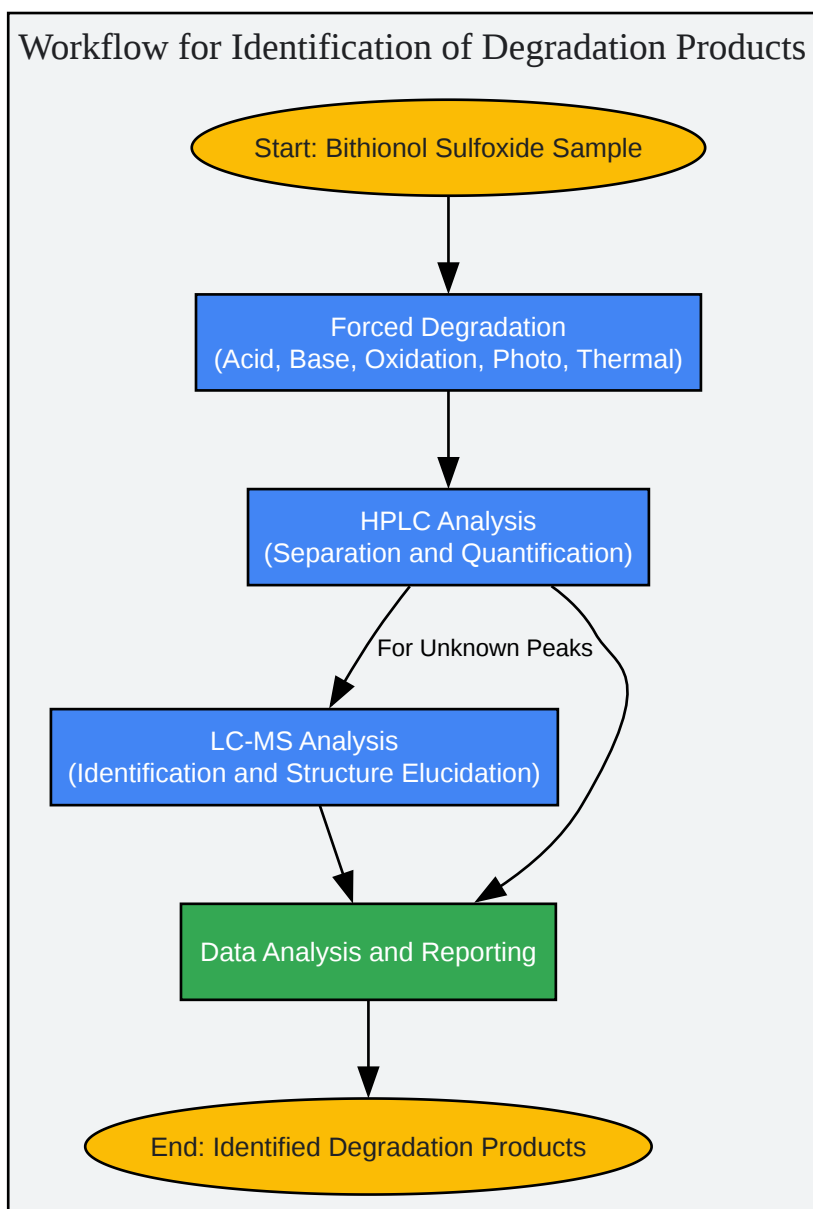 Workflow for Identification of Degradation Products
Start: Bithionol Sulfoxide Sample
Forced Degradation
(Acid, Base, Oxidation, Photo, Thermal)
HPLC Analysis
(Separation and Quantification)
For Unknown Peaks
LC-MS Analysis
(Identification and Structure Elucidation)
Data Analysis and Reporting
End: Identified Degradation Products